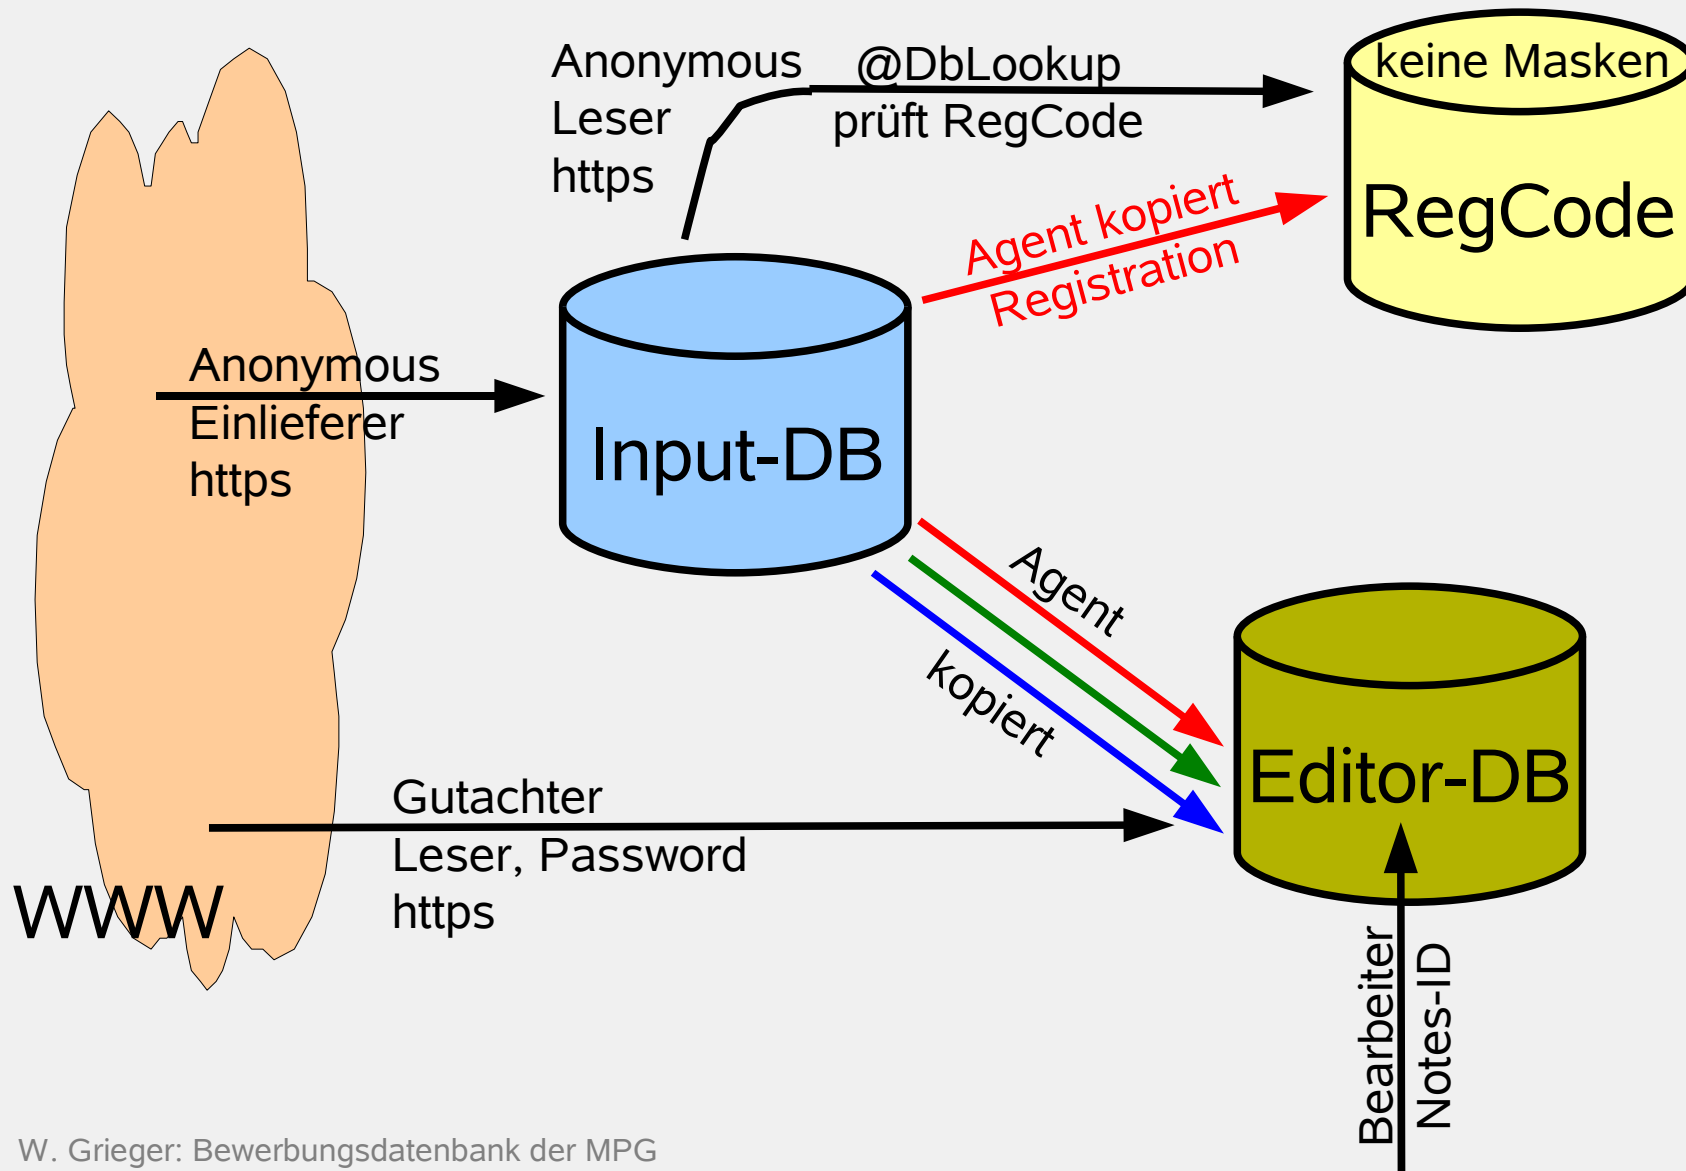 Anonymous
Leser
https
@DbLookup
prüft RegCode
keine Masken
RegCode
Agent kopiert
Registration
Anonymous
Einlieferer
https
Input-DB
Agent
kopiert
Editor-DB
Gutachter
Leser, Password
https
WWW
Bearbeiter
Notes-ID
W. Grieger: Bewerbungsdatenbank der MPG